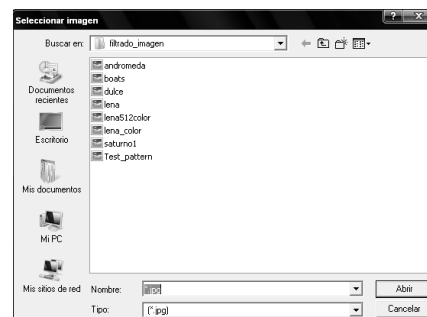 Seleccionar imagen
Buscar en: filtrado_imagen
andromeda
boats
dulce
lena
lena512color
lena_color
saturno1
Test_pattern
Documentos
recientes
Escritorio
Mis documentos
Mi PC
Mis sitios de red
Nombre: *.jpg Abrir
Tipo: (*.jpg) Cancelar